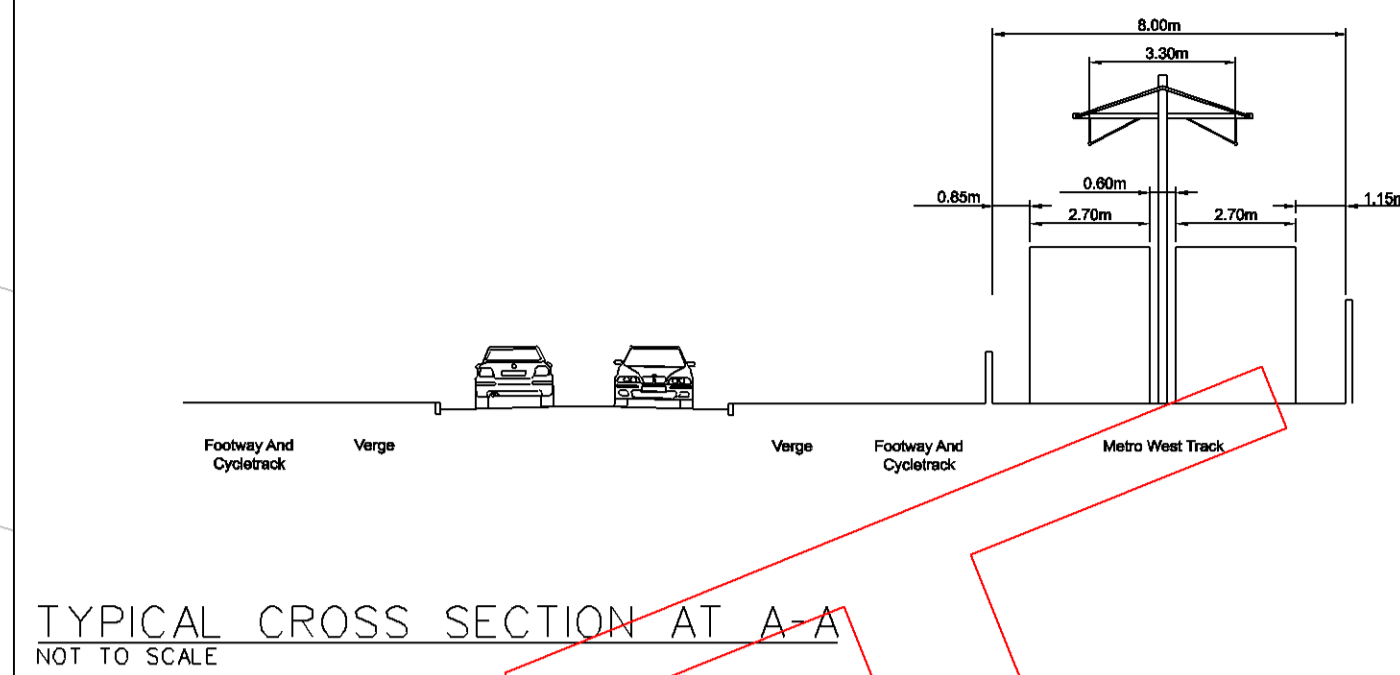 8.00m
3.30m
0.85m
0.60m
1.15m
2.70m
2.70m
Footway And
Cycletrack
Verge
Verge
Footway And
Cycletrack
Metro West Track
TYPICAL CROSS SECTION AT A-A
NOT TO SCALE